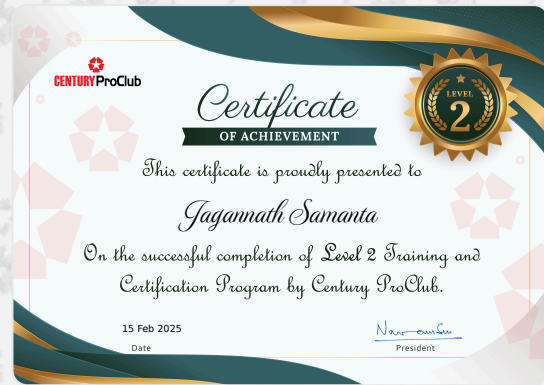 CENTURY ProClub
LEVEL
2
Certificate
OF ACHIEVEMENT
This certificate is proudly presented to
Jagannath Samanta
On the successful completion of Level 2 Training and
Certification Program by Century ProClub.
15 Feb 2025
Date
President